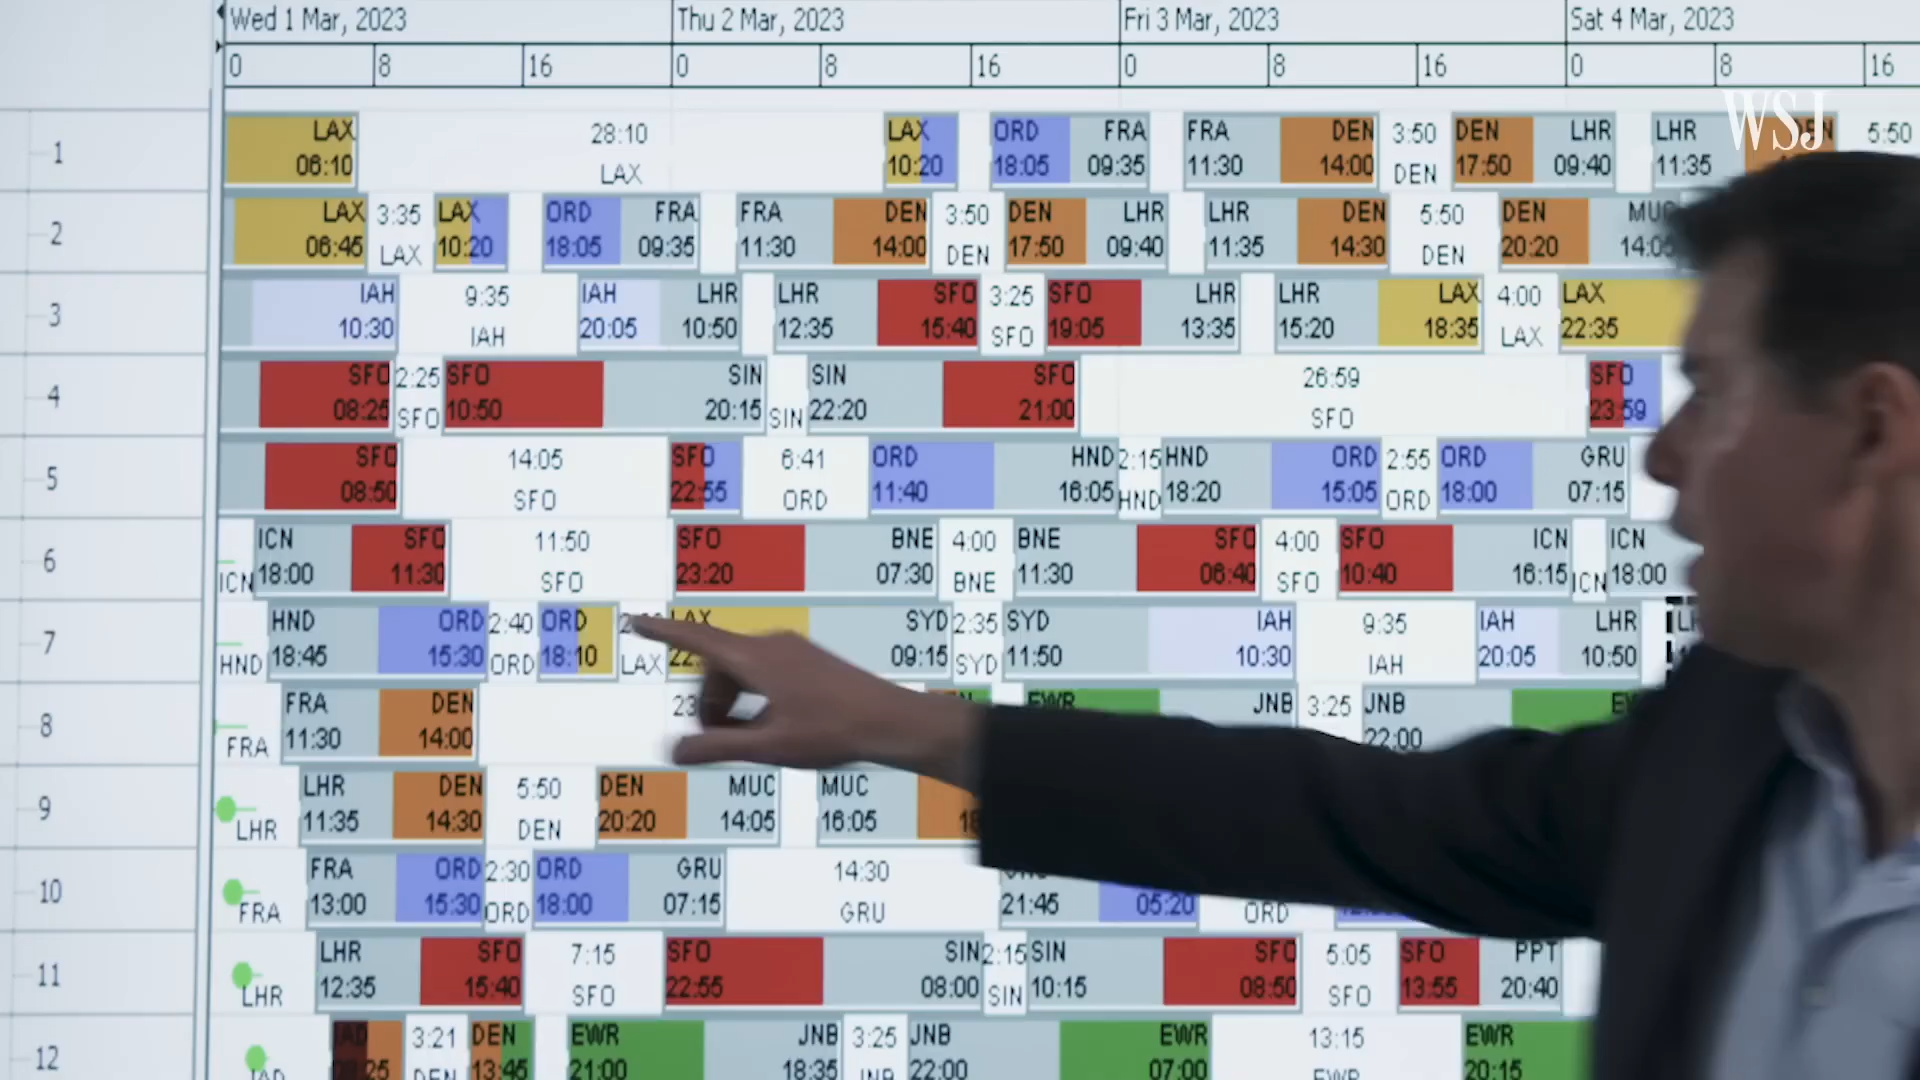 Wed 1 Mar, 2023 Thu 2 Mar, 2023 Fri 3 Mar, 2023 Sat 4 Mar, 2023
0 8 16 0 8 16 0 8 16 0 8 16
WSJ
1 LAX 28:10 LAX ORD FRA FRA DEN 3:50 DEN LHR LHR 5:50
06:10 LAX 10:20 18:05 09:35 11:30 14:00 DEN 17:50 09:40 11:35
2 LAX 3:35 LAX ORD FRA FRA DEN 3:50 DEN LHR LHR DEN 5:50 DEN MUC
06:45 LAX 10:20 18:05 09:35 11:30 14:00 DEN 17:50 09:40 11:35 14:30 DEN 20:20 14:05
3 IAH 9:35 IAH LHR LHR SFO 3:25 SFO LHR LHR LAX 4:00 LAX
10:30 IAH 20:05 10:50 12:35 15:40 SFO 19:05 13:35 15:20 18:35 LAX 22:35
4 SFO 2:25 SFO SIN SIN SFO 26:59 SFO
08:25 SFO 10:50 20:15 SIN 22:20 21:00 SFO 23:59
5 SFO 14:05 SFO 6:41 ORD HND 2:15 HND ORD 2:55 ORD GRU
08:50 SFO 22:55 ORD 11:40 16:05 HND 18:20 15:05 ORD 18:00 07:15
6 ICN SFO 11:50 SFO BNE 4:00 BNE SFO 4:00 SFO ICN ICN
ICN 18:00 11:30 SFO 23:20 07:30 BNE 11:30 06:40 SFO 10:40 16:15 ICN 18:00
7 HND ORD 2:40 ORD LAX SYD 2:35 SYD IAH 9:35 IAH LHR
HND 18:45 15:30 ORD 18:10 LAX 09:15 SYD 11:50 10:30 IAH 20:05 10:50
8 FRA DEN EWR JNB 3:25 JNB
FRA 11:30 14:00 22:00
9 LHR DEN 5:50 DEN MUC MUC
LHR 11:35 14:30 DEN 20:20 14:05 16:05
10 FRA ORD 2:30 ORD GRU 14:30
FRA 13:00 15:30 ORD 18:00 07:15 GRU 21:45 05:20 ORD
11 LHR SFO 7:15 SFO SIN 2:15 SIN SFO 5:05 SFO PPT
LHR 12:35 15:40 SFO 22:55 08:00 SIN 10:15 08:50 SFO 13:55 20:40
12 IAD 3:21 DEN EWR JNB 3:25 JNB EWR 13:15 EWR
IAD DEN 13:45 21:00 18:35 JNB 22:00 07:00 EWR 20:15